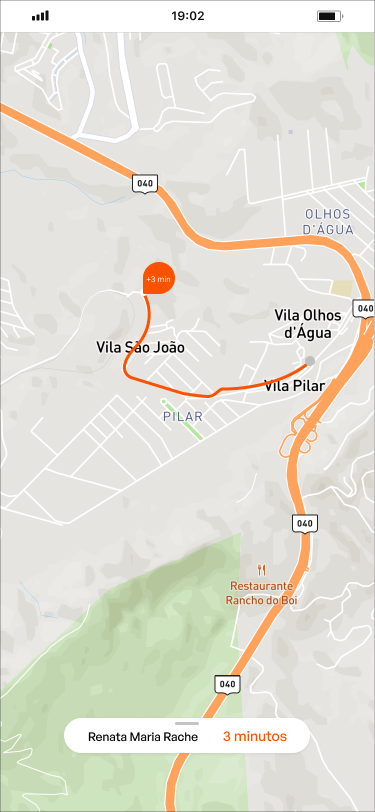 19:02
040
OLHOS
D'ÁGUA
+3 min
040
Vila Olhos
d'Água
Vila São João
Vila Pilar
PILAR
040
Restaurante
Rancho do Boi
040
Renata Maria Rache 3 minutos